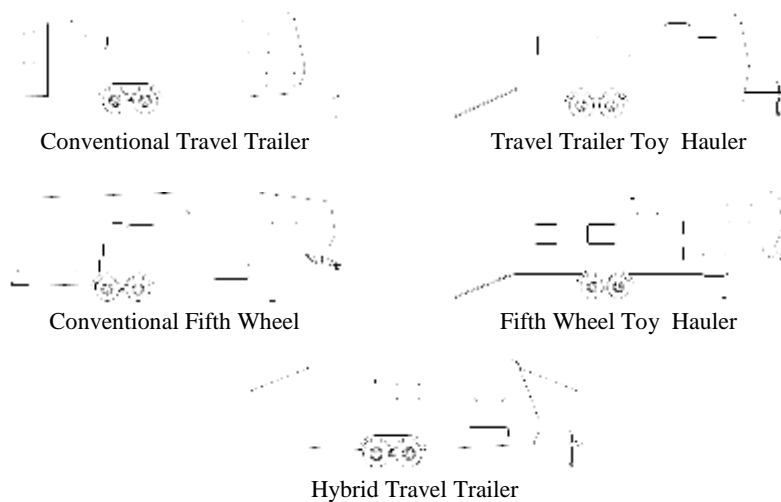 Conventional Travel Trailer
Travel Trailer Toy Hauler
Conventional Fifth Wheel
Fifth Wheel Toy Hauler
Hybrid Travel Trailer